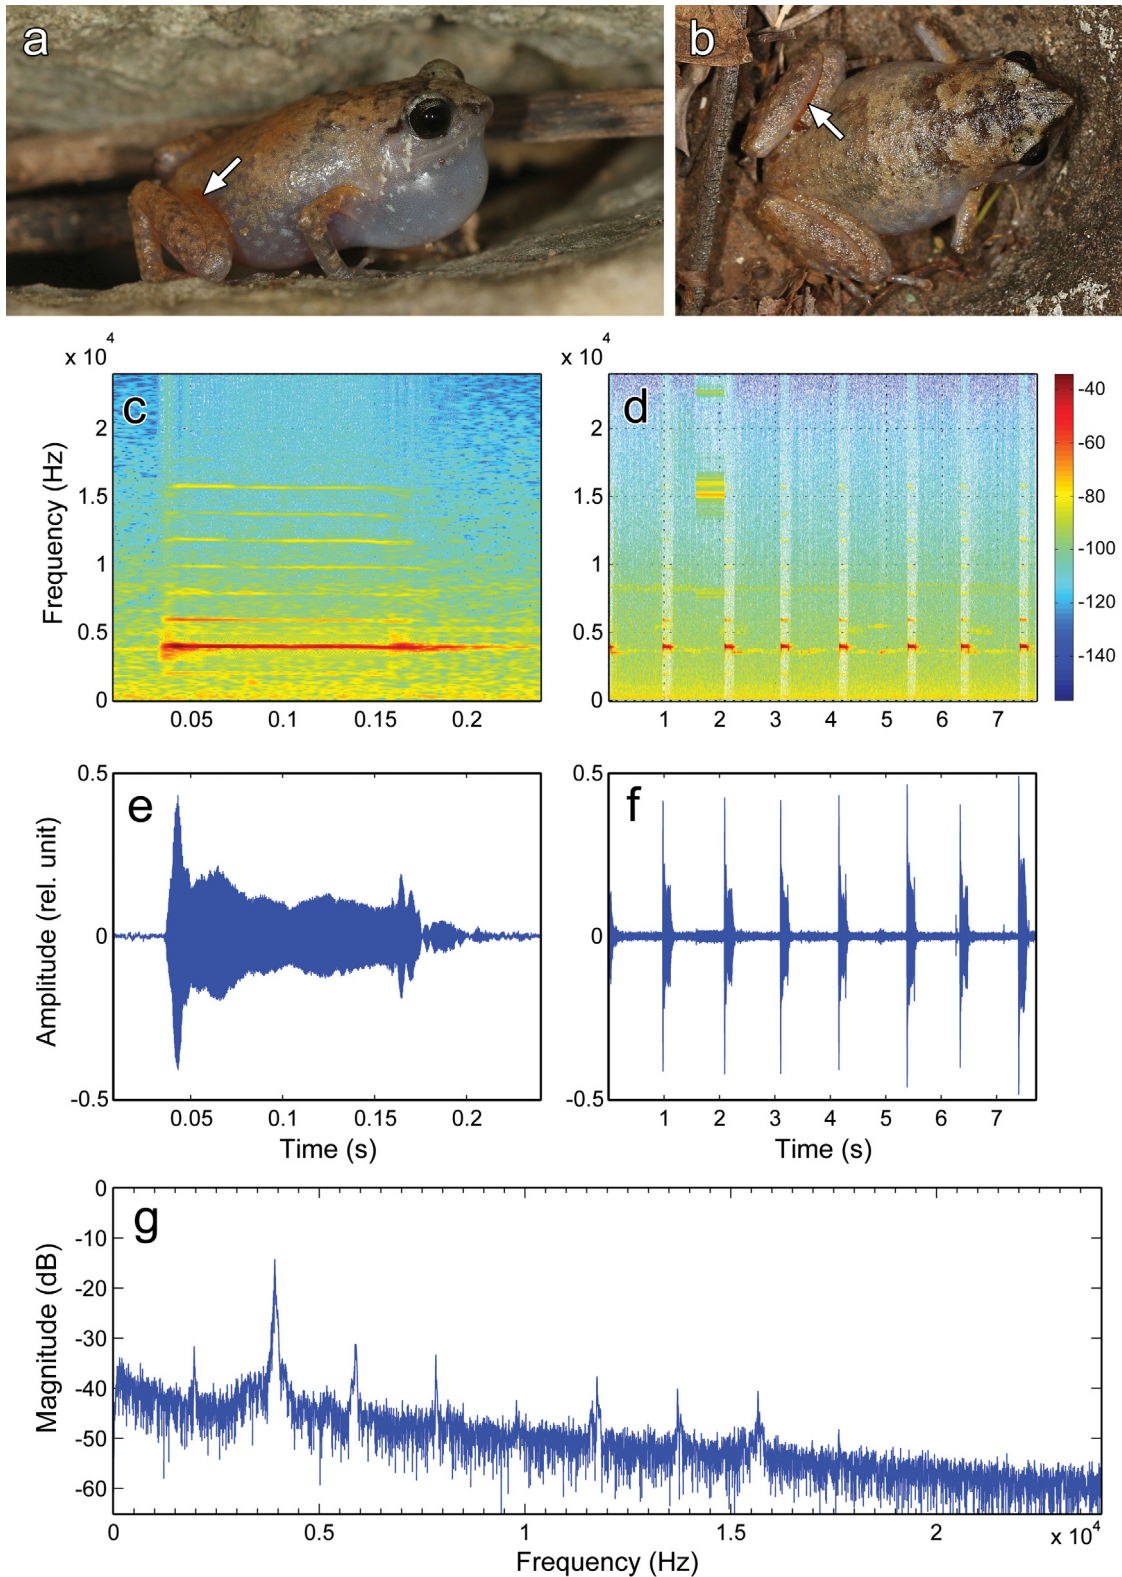 a
b
x 10 4
x 10 4
c
d
2
1.5
1
0.5
0
Frequency (Hz)
0.05 0.1 0.15 0.2
2
1.5
1
0.5
0
1 2 3 4 5 6 7
-40
-60
-80
-100
-120
-140
e
f
0.5
0
-0.5
Amplitude (rel. unit)
0.05 0.1 0.15 0.2
Time (s)
0.5
0
-0.5
1 2 3 4 5 6 7
Time (s)
g
0
-10
-20
-30
-40
-50
-60
Magnitude (dB)
0 0.5 1 1.5 2 x 10 4
Frequency (Hz)